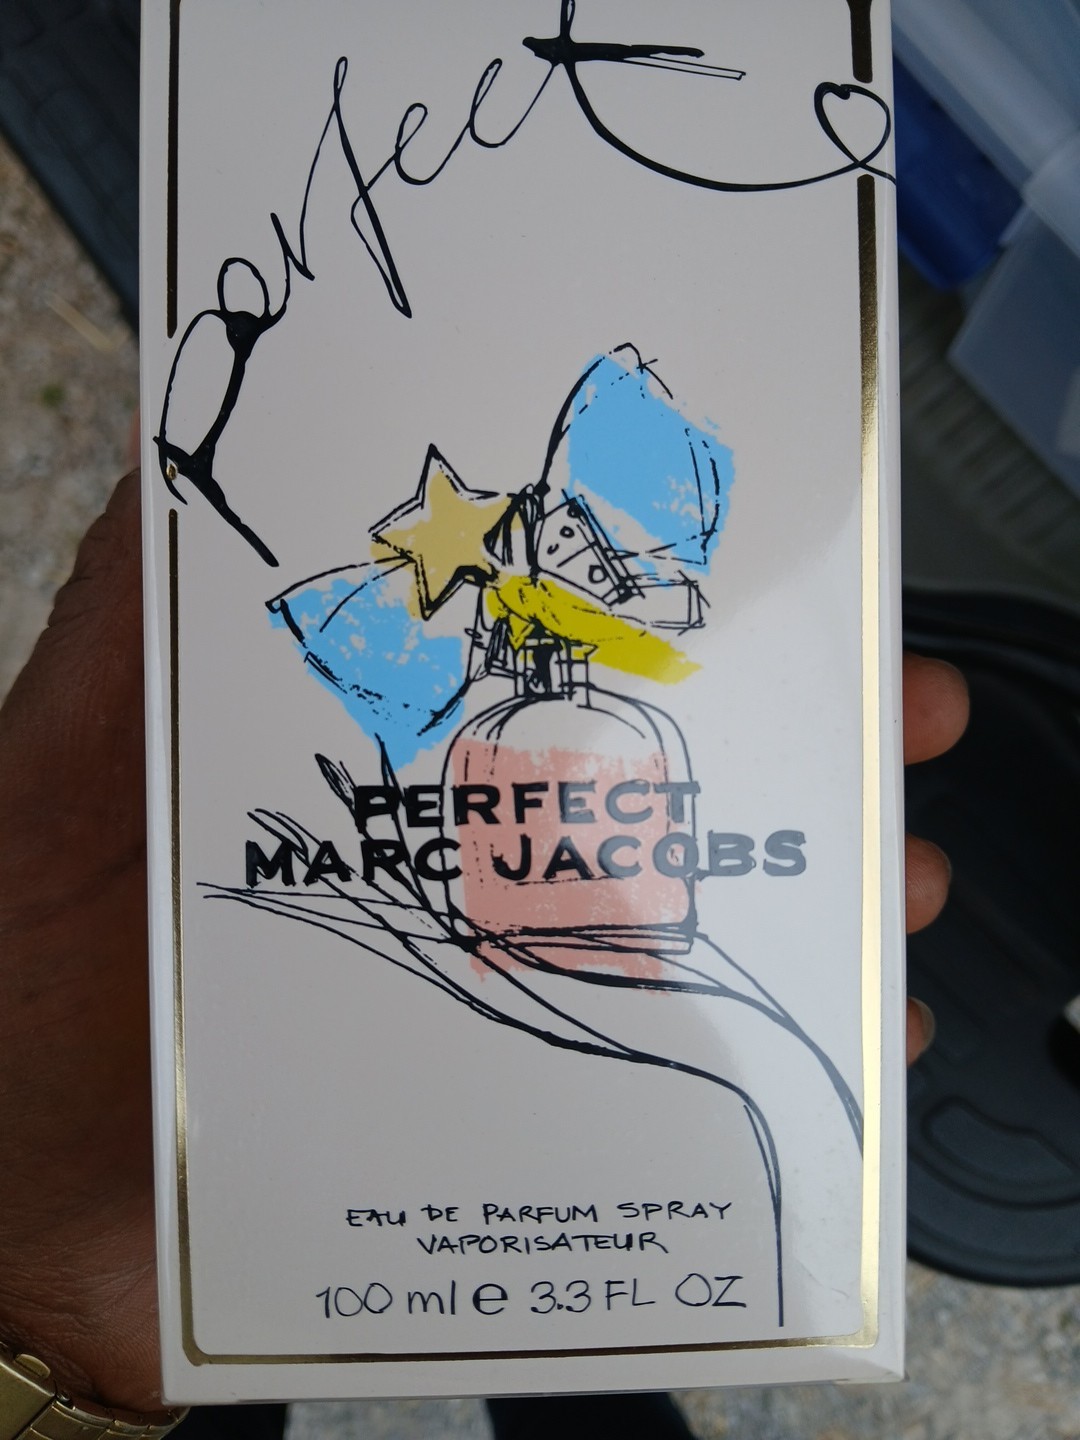 Perfect
PERFECT
MARC JACOBS
EAU DE PARFUM SPRAY
VAPORISATEUR
100 ml e 3.3 FL OZ